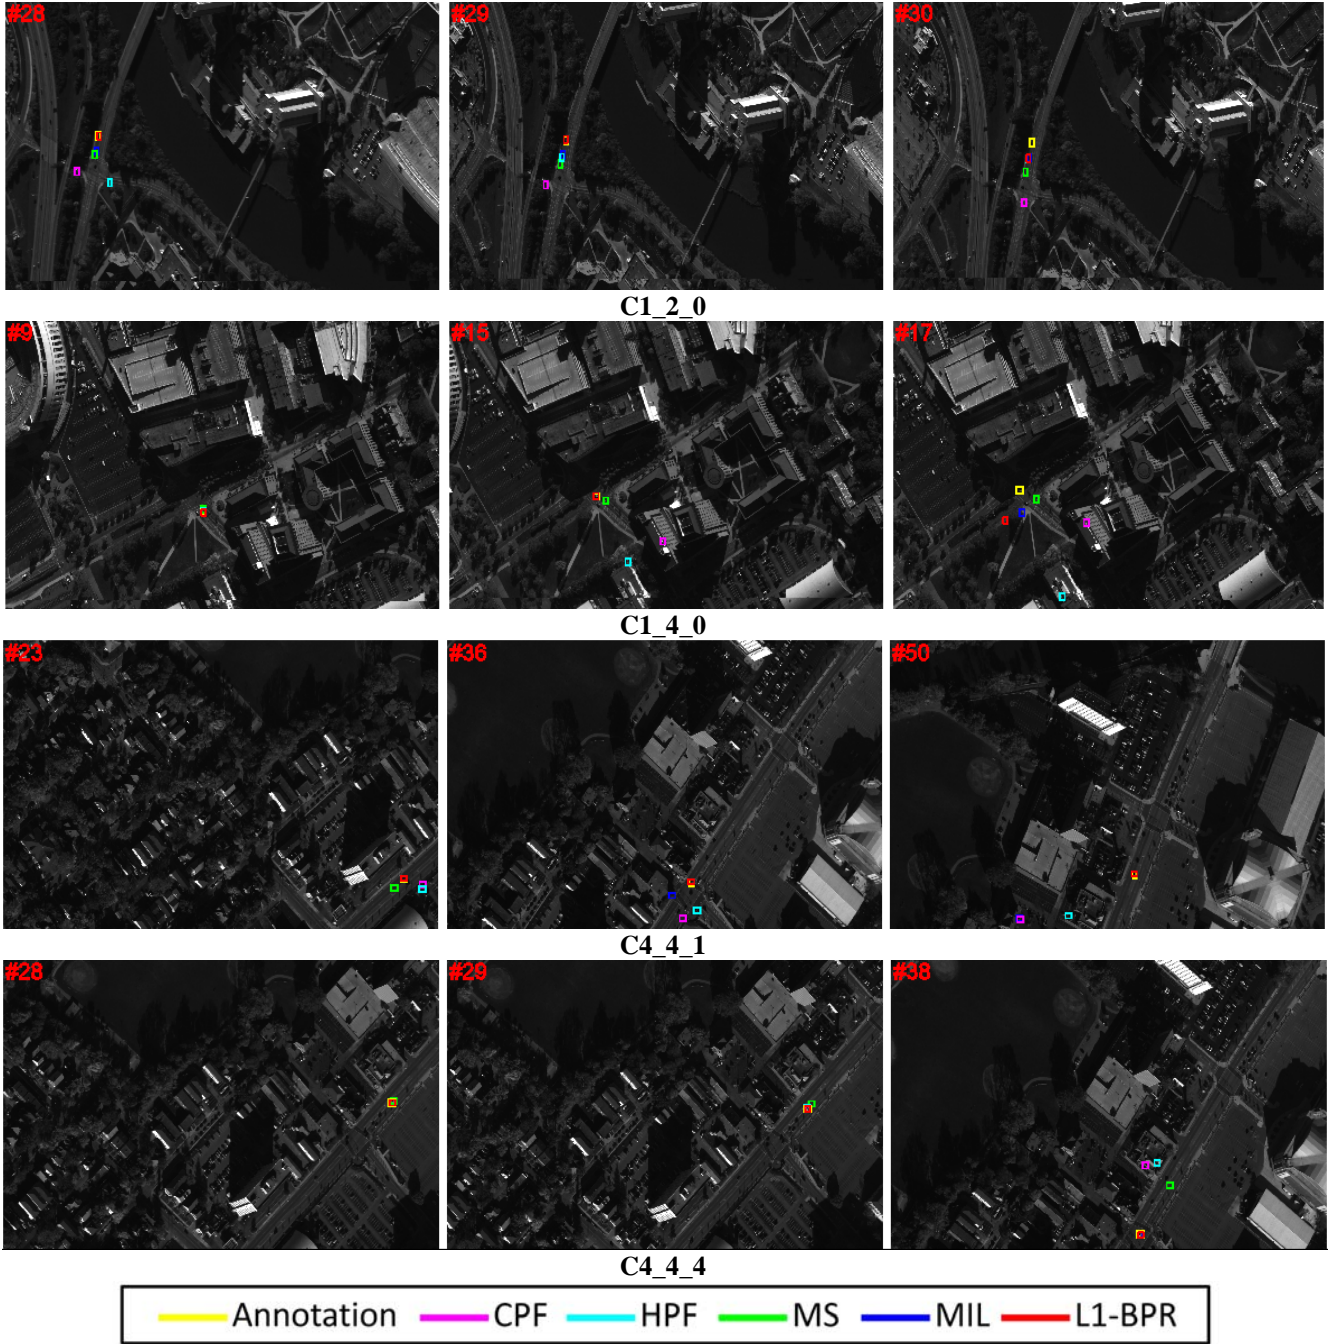 #28 #29 #30
C1_2_0
#9 #15 #17
C1_4_0
#23 #36 #50
C4_4_1
#28 #29 #38
C4_4_4
Annotation CPF HPF MS MIL L1-BPR